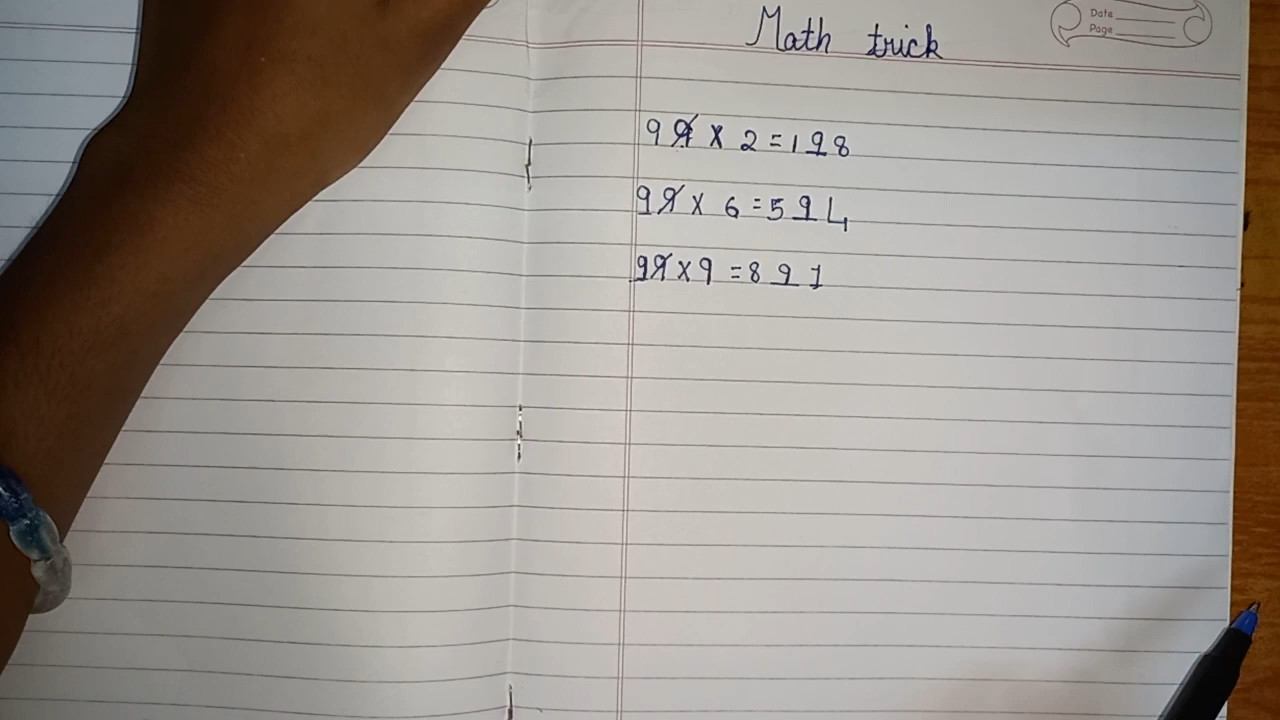 Math trick
Date
Page
99 x 2 = 198
99 x 6 = 594
99 x 9 = 891